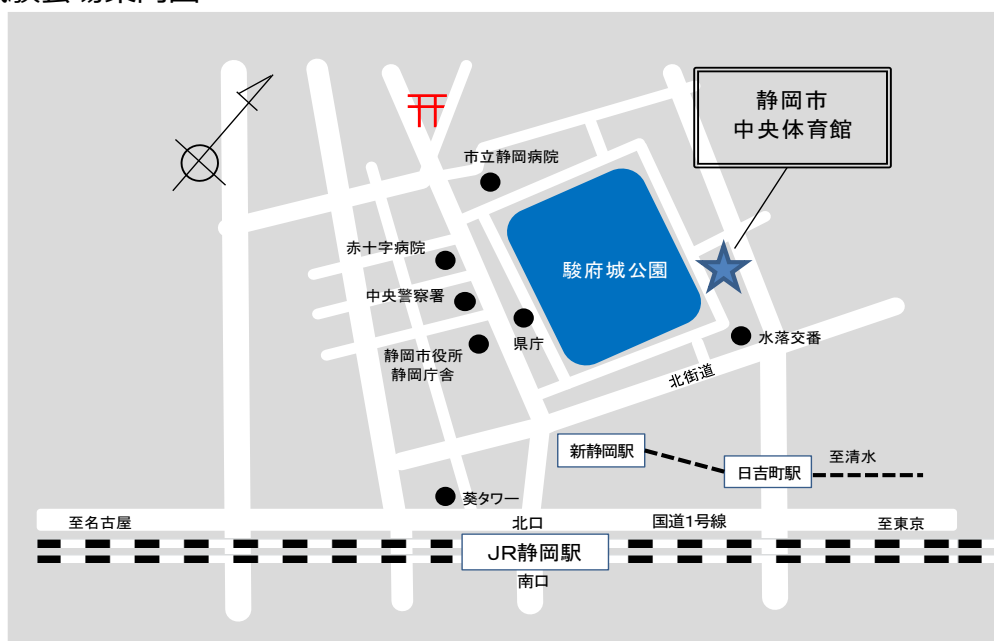 静岡市
中央体育館
市立静岡病院
赤十字病院
駿府城公園
中央警察署
県庁
水落交番
静岡市役所
静岡庁舎
北街道
新静岡駅
至清水
日吉町駅
葵タワー
至名古屋
北口
国道1号線
至東京
JR静岡駅
南口